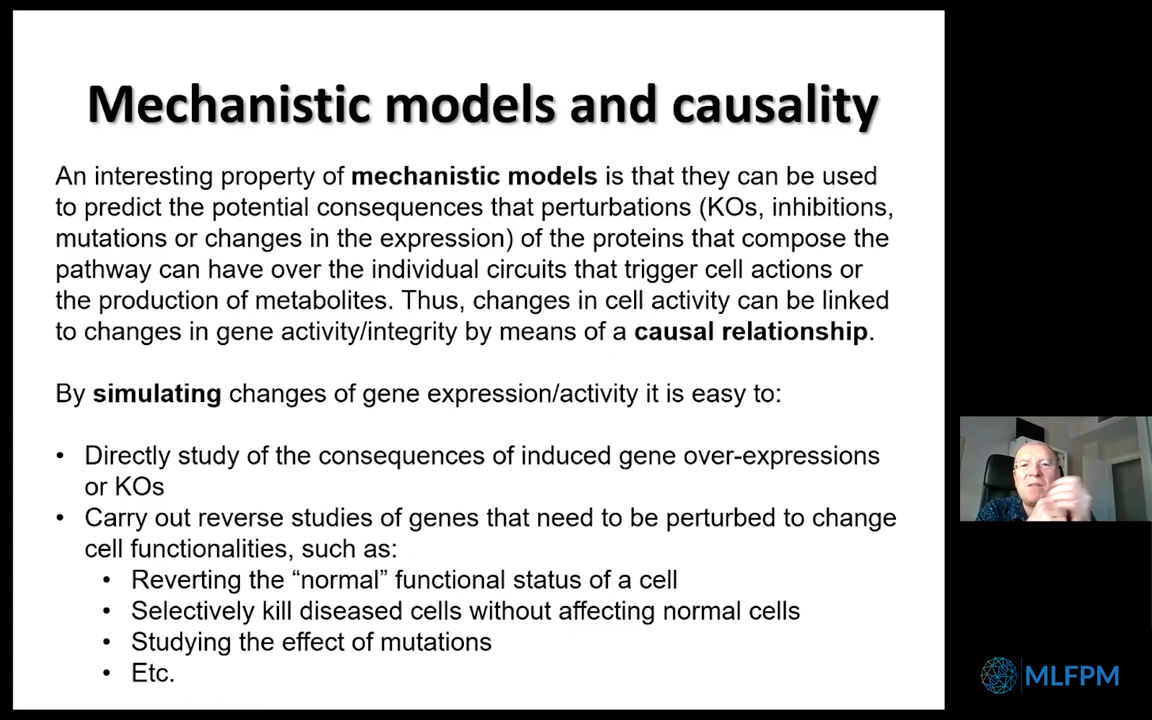 Mechanistic models and causality
An interesting property of mechanistic models is that they can be used
to predict the potential consequences that perturbations (KOs, inhibitions,
mutations or changes in the expression) of the proteins that compose the
pathway can have over the individual circuits that trigger cell actions or
the production of metabolites. Thus, changes in cell activity can be linked
to changes in gene activity/integrity by means of a causal relationship.
By simulating changes of gene expression/activity it is easy to:
• Directly study of the consequences of induced gene over-expressions
or KOs
• Carry out reverse studies of genes that need to be perturbed to change
cell functionalities, such as:
• Reverting the “normal” functional status of a cell
• Selectively kill diseased cells without affecting normal cells
• Studying the effect of mutations
• Etc.
MLFPM